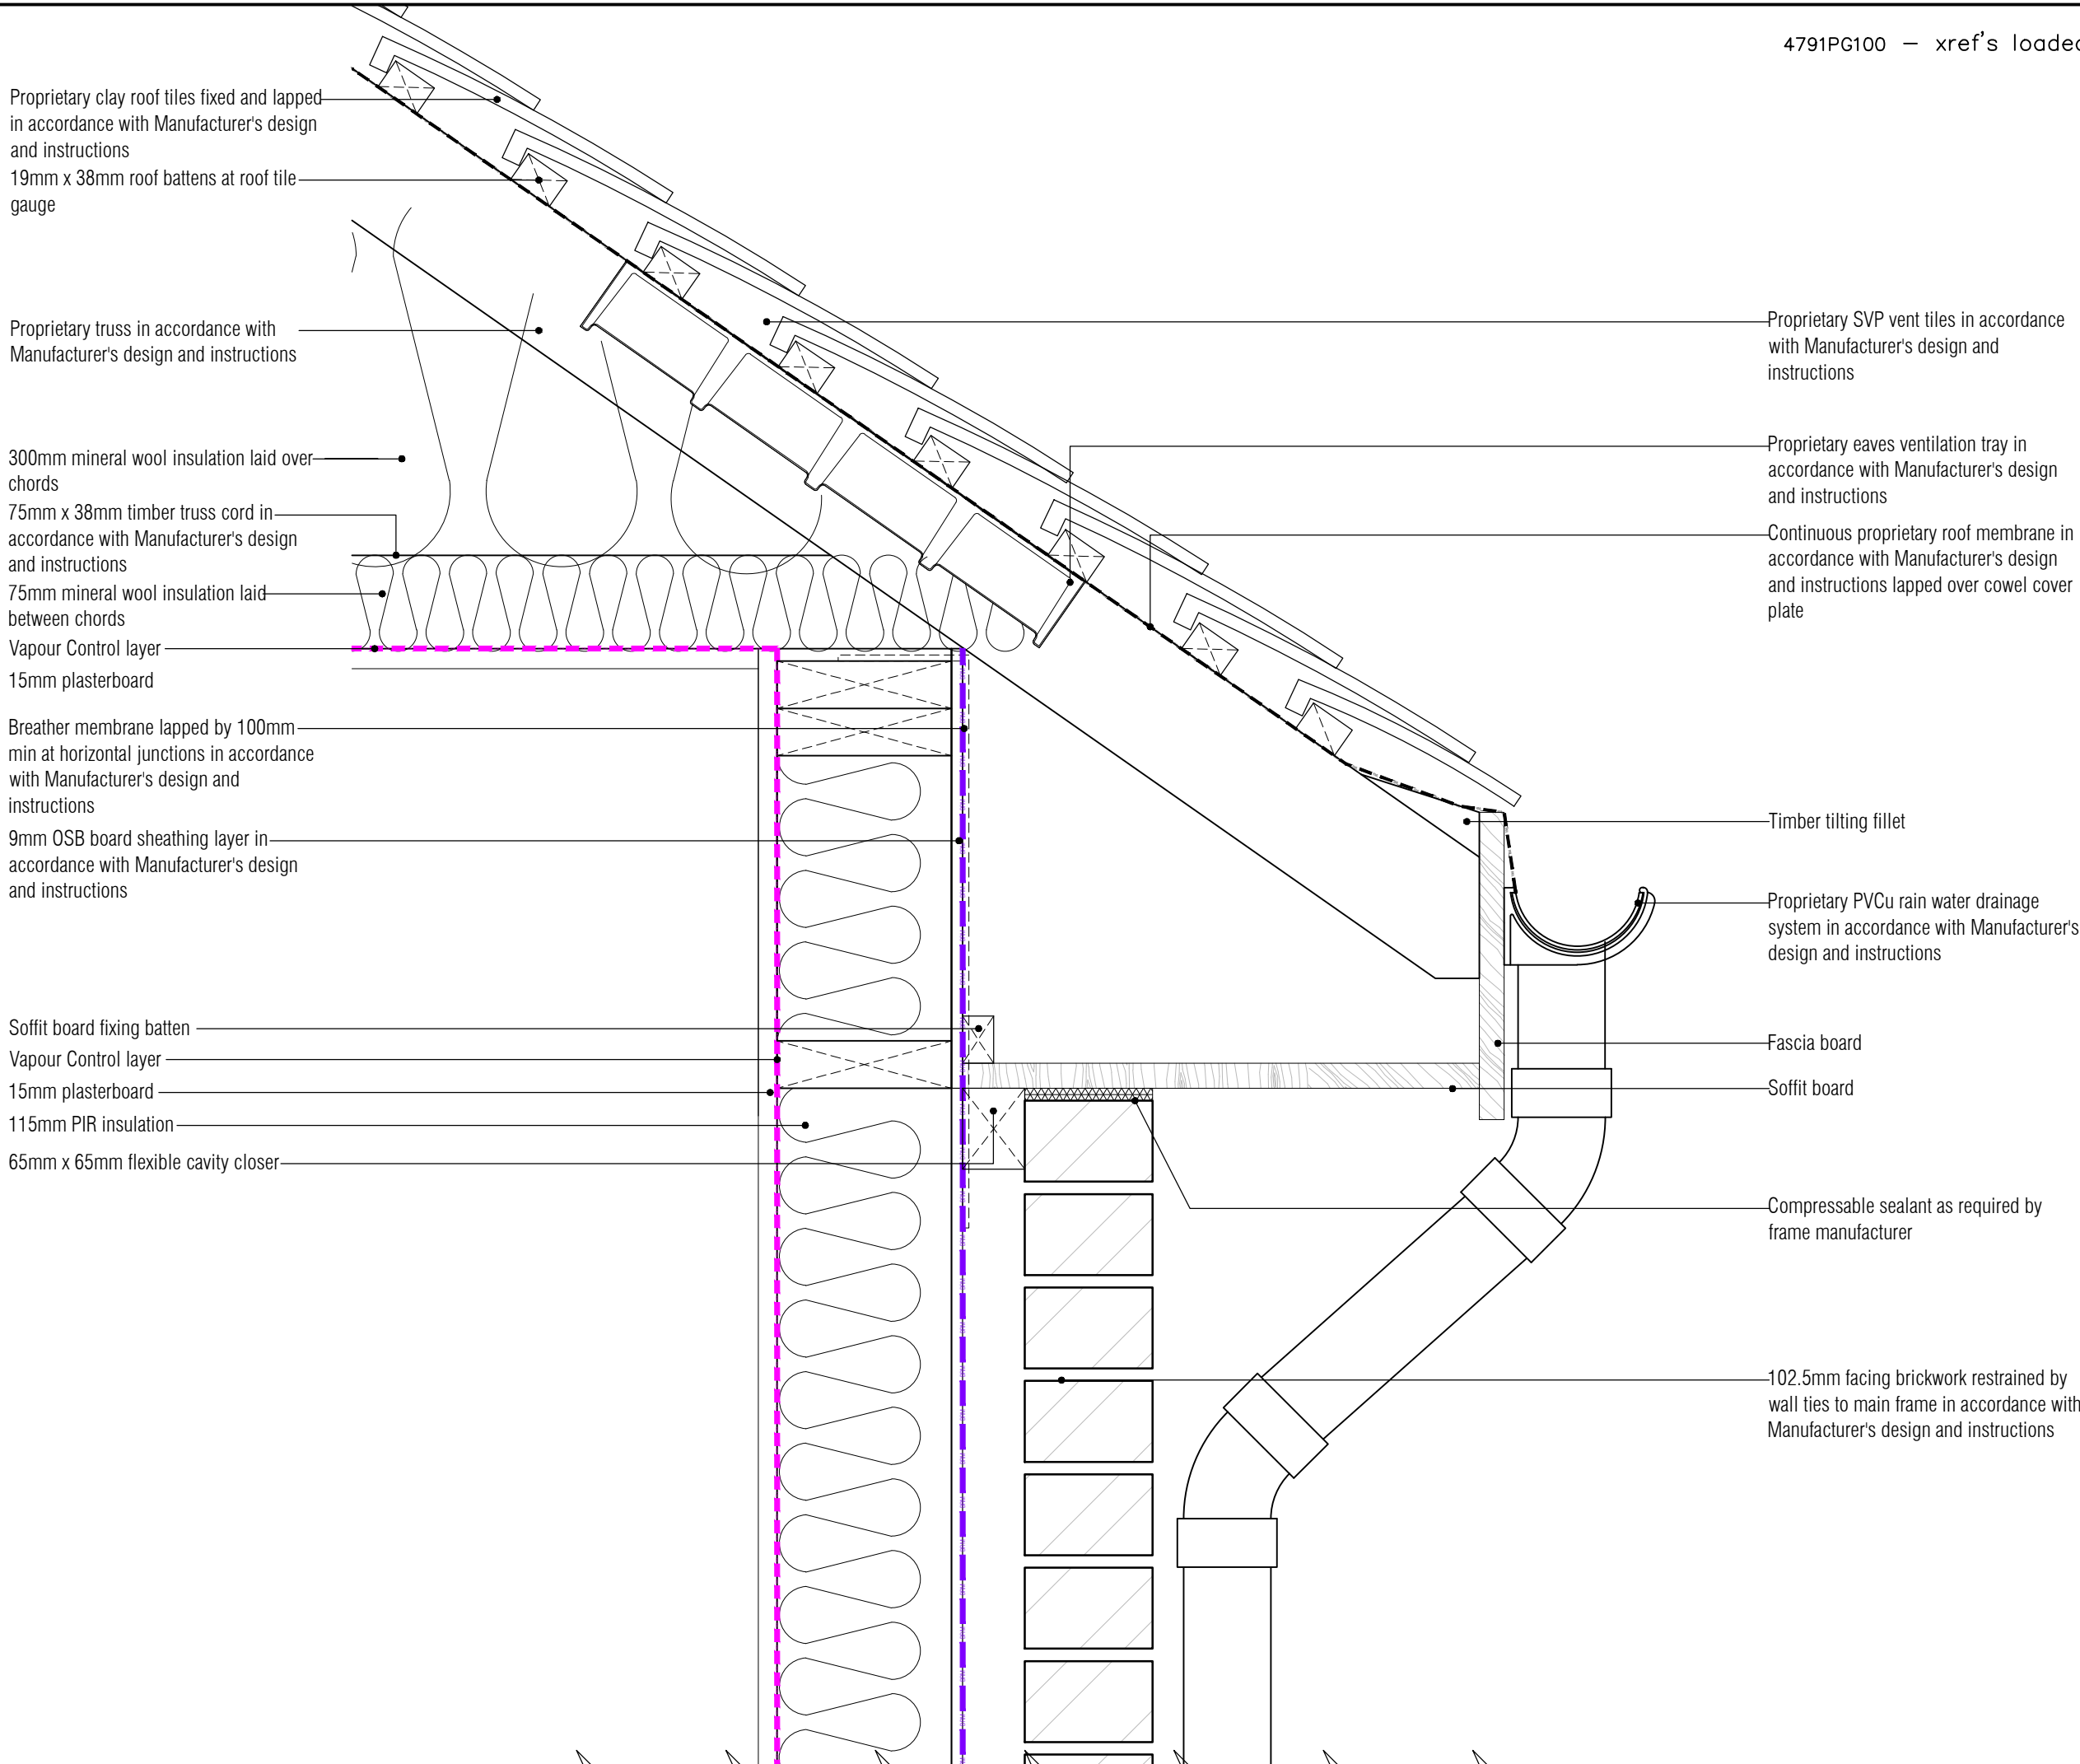 4791PG100 – xref's loaded
Proprietary clay roof tiles fixed and lapped
in accordance with Manufacturer's design
and instructions
19mm x 38mm roof battens at roof tile
gauge
Proprietary truss in accordance with
Manufacturer's design and instructions
300mm mineral wool insulation laid over
chords
75mm x 38mm timber truss cord in
accordance with Manufacturer's design
and instructions
75mm mineral wool insulation laid
between chords
Vapour Control layer
15mm plasterboard
Breather membrane lapped by 100mm
min at horizontal junctions in accordance
with Manufacturer's design and
instructions
9mm OSB board sheathing layer in
accordance with Manufacturer's design
and instructions
Soffit board fixing batten
Vapour Control layer
15mm plasterboard
115mm PIR insulation
65mm x 65mm flexible cavity closer
Proprietary SVP vent tiles in accordance
with Manufacturer's design and
instructions
Proprietary eaves ventilation tray in
accordance with Manufacturer's design
and instructions
Continuous proprietary roof membrane in
accordance with Manufacturer's design
and instructions lapped over cowel cover
plate
Timber tilting fillet
Proprietary PVCu rain water drainage
system in accordance with Manufacturer's
design and instructions
Fascia board
Soffit board
Compressable sealant as required by
frame manufacturer
102.5mm facing brickwork restrained by
wall ties to main frame in accordance with
Manufacturer's design and instructions